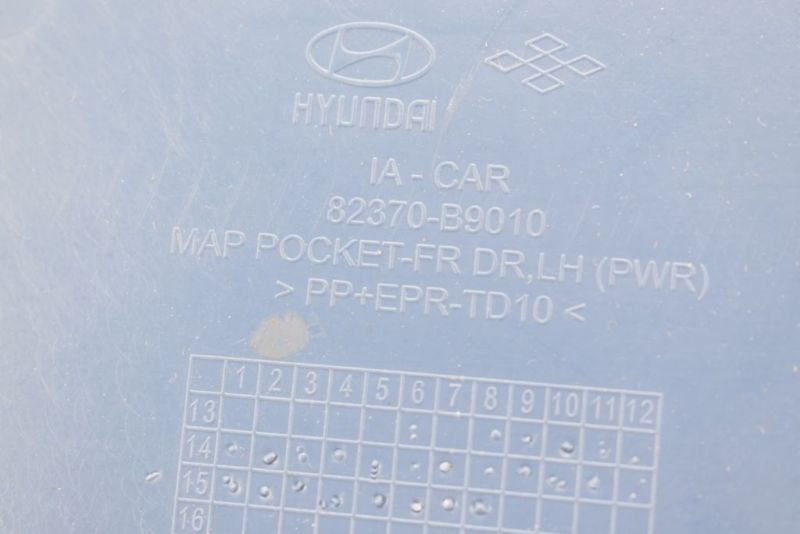 HYUNDAI
IA - CAR
82370-B9010
MAP POCKET-FR DR,LH (PWR)
> PP+EPR-TD10 <
1 2 3 4 5 6 7 8 9 10 11 12
13
14
15
16